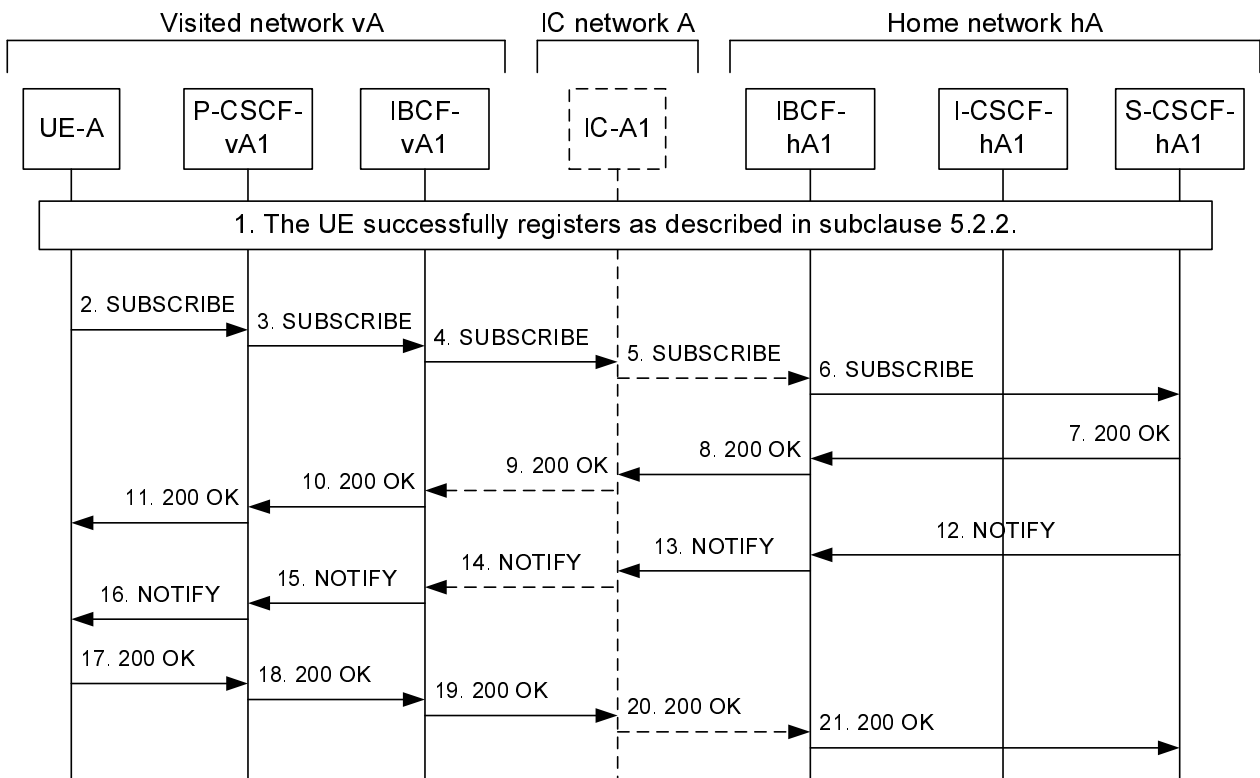 Visited network vA
IC network A
Home network hA
UE-A
P-CSCF-
vA1
IBCF-
vA1
IC-A1
IBCF-
hA1
I-CSCF-
hA1
S-CSCF-
hA1
1. The UE successfully registers as described in subclause 5.2.2.
2. SUBSCRIBE
3. SUBSCRIBE
4. SUBSCRIBE
5. SUBSCRIBE
6. SUBSCRIBE
7. 200 OK
8. 200 OK
9. 200 OK
10. 200 OK
11. 200 OK
12. NOTIFY
13. NOTIFY
14. NOTIFY
15. NOTIFY
16. NOTIFY
17. 200 OK
18. 200 OK
19. 200 OK
20. 200 OK
21. 200 OK